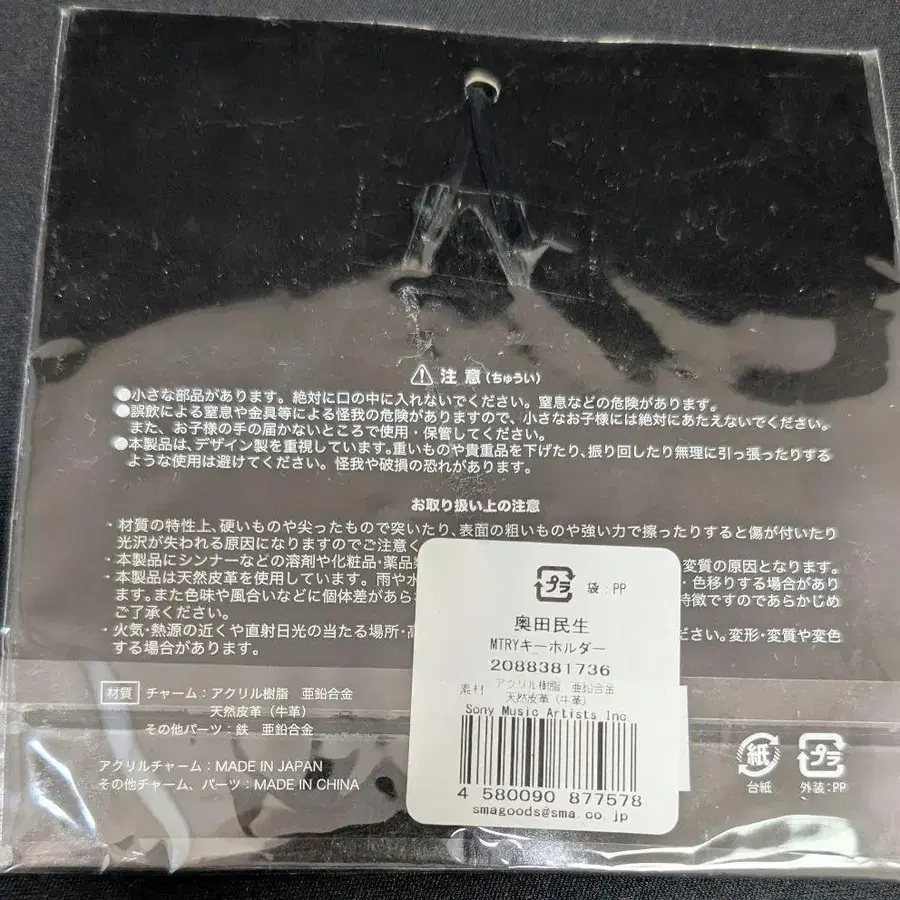 ⚠ 注意(ちゅうい)
●小さな部品があります。絶対に口の中に入れないでください。窒息などの危険があります。
●誤飲による窒息や金具等による怪我の危険がありますので、小さなお子様には絶対にあたえないでください。
また、お子様の手の届かないところで使用・保管してください。
●本製品は、デザイン製を重視しています。重いものや貴重品を下げたり、振り回したり無理に引っ張ったりする
ような使用は避けてください。怪我や破損の恐れがあります。
お取り扱い上の注意
・材質の特性上、硬いものや尖ったもので突いたり、表面の粗いものや強い力で擦ったりすると傷が付いたり
光沢が失われる原因になりますのでご注意く
・本製品にシンナーなどの溶剤や化粧品・薬品 変質の原因となります。
・本製品は天然皮革を使用しています。雨や水 ・色移りする場合があり
ます。また色味や風合いなどに個体差があら 特徴ですのであらかじめ
ご了承ください。
・火気・熱源の近くや直射日光の当たる場所・高 ださい。変形・変質や変色
する場合があります。
材質 チャーム：アクリル樹脂 亜鉛合金
天然皮革（牛革）
その他パーツ：鉄 亜鉛合金
アクリルチャーム：MADE IN JAPAN
その他チャーム、パーツ：MADE IN CHINA
プラ 袋：PP
奥田民生
MTRYキーホルダー
2088381736
素材 アクリル樹脂 亜鉛合金
天然皮革（牛革）
Sony Music Artists Inc.
4 580090 877578
smagoods@sma.co.jp
紙 プラ
台紙 外装：PP